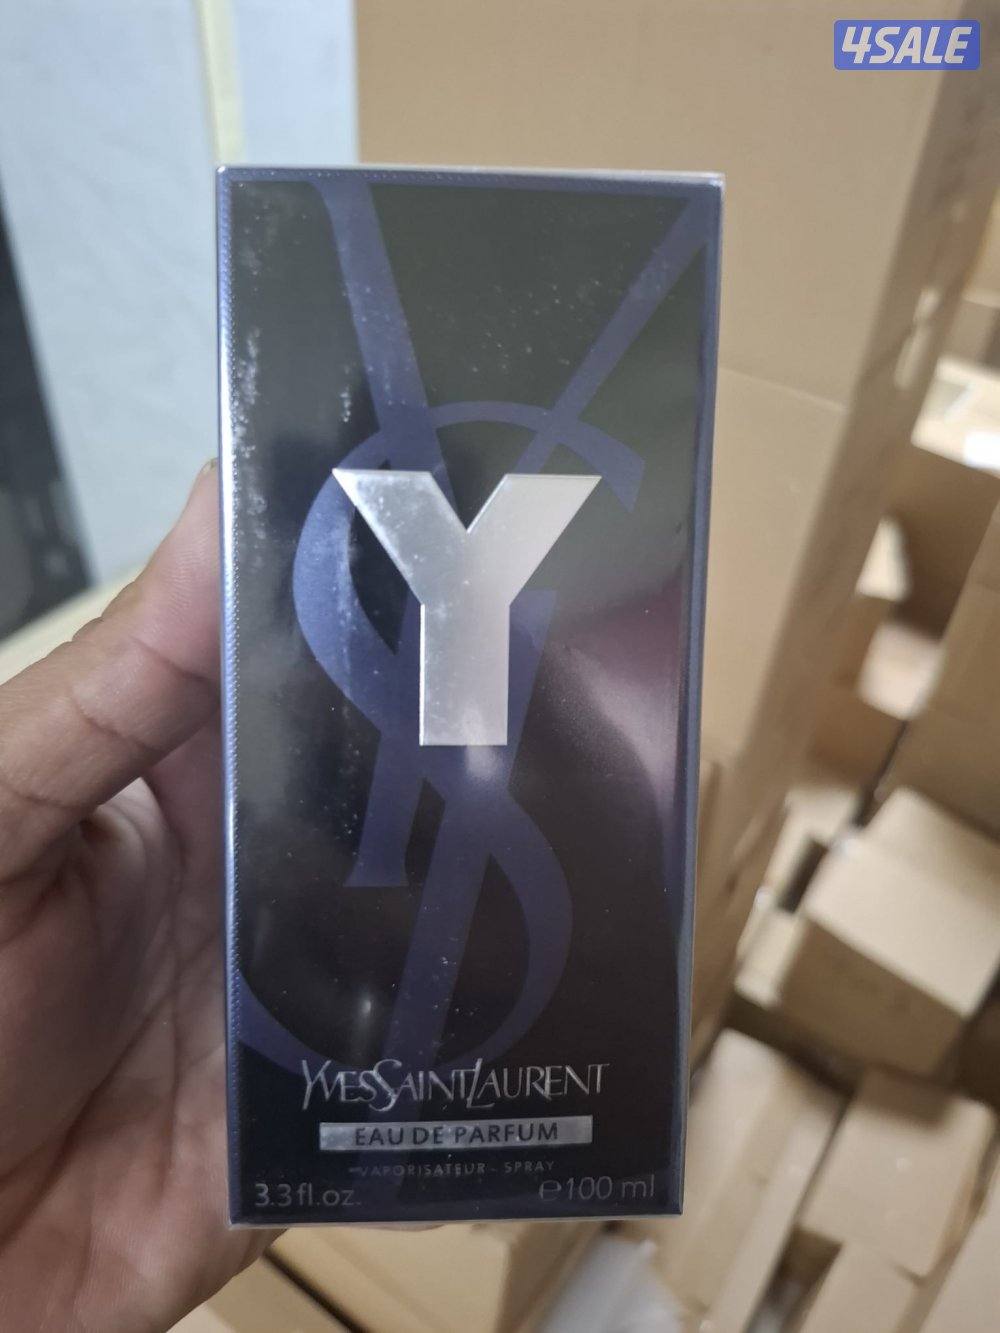 4SALE
Y
YVESSAINTLAURENT
EAU DE PARFUM
VAPORISATEUR - SPRAY
3.3 fl.oz. ℮100 ml